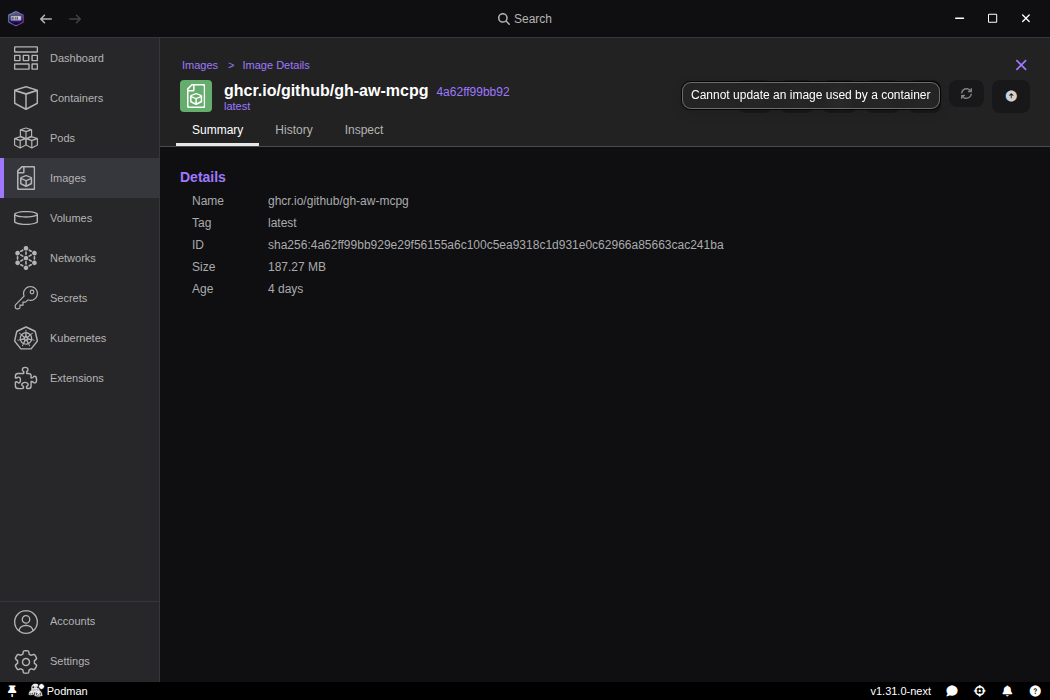 Search
Dashboard
Containers
Pods
Images
Volumes
Networks
Secrets
Kubernetes
Extensions
Accounts
Settings
Images > Image Details
ghcr.io/github/gh-aw-mcpg 4a62ff99bb92
latest
Cannot update an image used by a container
Summary History Inspect
Details
Name ghcr.io/github/gh-aw-mcpg
Tag latest
ID sha256:4a62ff99bb929e29f56155a6c100c5ea9318c1d931e0c62966a85663cac241ba
Size 187.27 MB
Age 4 days
Podman
v1.31.0-next